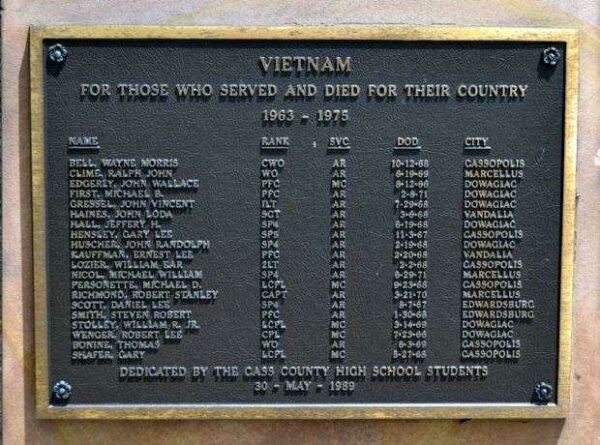 VIETNAM
FOR THOSE WHO SERVED AND DIED FOR THEIR COUNTRY
1963 - 1975
NAME RANK SVC DOD CITY
BELL, WAYNE MORRIS CWO AR 10-12-68 CASSOPOLIS
CLIME, RALPH JOHN WO AR 6-19-69 MARCELLUS
EDGERLY, JOHN WALLACE PFC MC 8-12-66 DOWAGIAC
FIRST, MICHAEL B. PFC AR 2-8-71 DOWAGIAC
GRESSEL, JOHN VINCENT 1LT AR 7-29-68 DOWAGIAC
HAINES, JOHN LODA SGT AR 3-6-68 VANDALIA
HALL, JEFFERY H. SP4 AR 6-19-68 DOWAGIAC
HENSLEY, GARY LEE SP5 AR 11-3-67 CASSOPOLIS
HUSCHER, JOHN RANDOLPH SP4 AR 2-19-68 DOWAGIAC
KAUFFMAN, ERNEST LEE PFC AR 2-20-68 VANDALIA
LOZIER, WILLIAM EAR 2LT AR 2-9-68 CASSOPOLIS
NICOL, MICHAEL WILLIAM SP4 AR 6-29-71 MARCELLUS
PERSONETTE, MICHAEL D. LCPL MC 9-23-68 CASSOPOLIS
RICHMOND, ROBERT STANLEY CAPT AR 3-21-70 MARCELLUS
SCOTT, DANIEL LEE SP4 AR 8-7-67 EDWARDSBURG
SMITH, STEVEN ROBERT PFC AR 1-30-68 EDWARDSBURG
STOLLEY, WILLIAM R. JR. LCPL MC 3-14-69 DOWAGIAC
WENGER, ROBERT LEE CPL MC 7-23-66 DOWAGIAC
BONINE, THOMAS WO AR 6-3-69 CASSOPOLIS
SHAFER, GARY LCPL MC 5-27-68 CASSOPOLIS
DEDICATED BY THE CASS COUNTY HIGH SCHOOL STUDENTS
30 - MAY - 1989